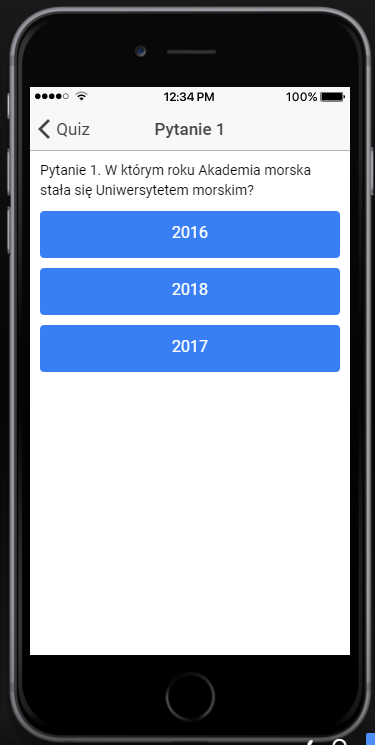 12:34 PM 100%
Quiz Pytanie 1
Pytanie 1. W którym roku Akademia morska
stała się Uniwersytetem morskim?
2016
2018
2017